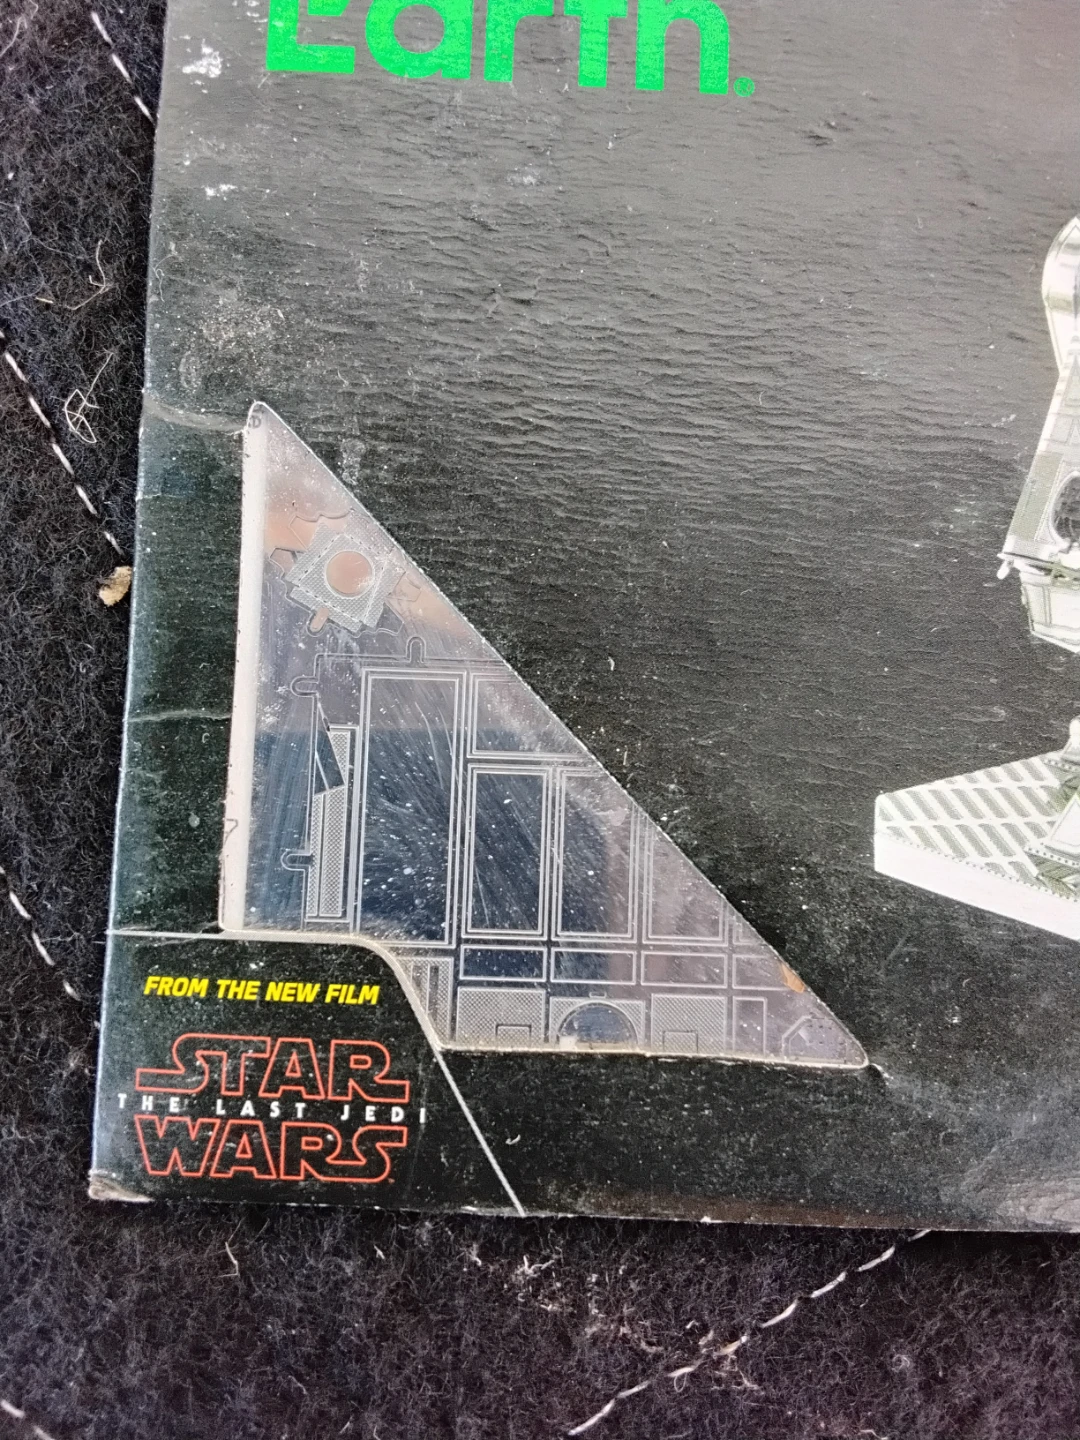 Earth®
FROM THE NEW FILM
STAR
THE LAST JEDI
WARS